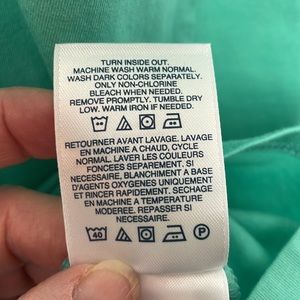 TURN INSIDE OUT.
MACHINE WASH WARM NORMAL.
WASH DARK COLORS SEPARATELY.
ONLY NON-CHLORINE
BLEACH WHEN NEEDED.
REMOVE PROMPTLY. TUMBLE DRY
LOW. WARM IRON IF NEEDED.
RETOURNER AVANT LAVAGE. LAVAGE
EN MACHINE A CHAUD, CYCLE
NORMAL. LAVER LES COULEURS
FONCEES SEPAREMENT. SI
NECESSAIRE, BLANCHIMENT A BASE
D'AGENTS OXYGENES UNIQUEMENT
ET RINCER RAPIDEMENT. SECHAGE
EN MACHINE A TEMPERATURE
MODEREE. REPASSER SI
NECESSAIRE.
40 P